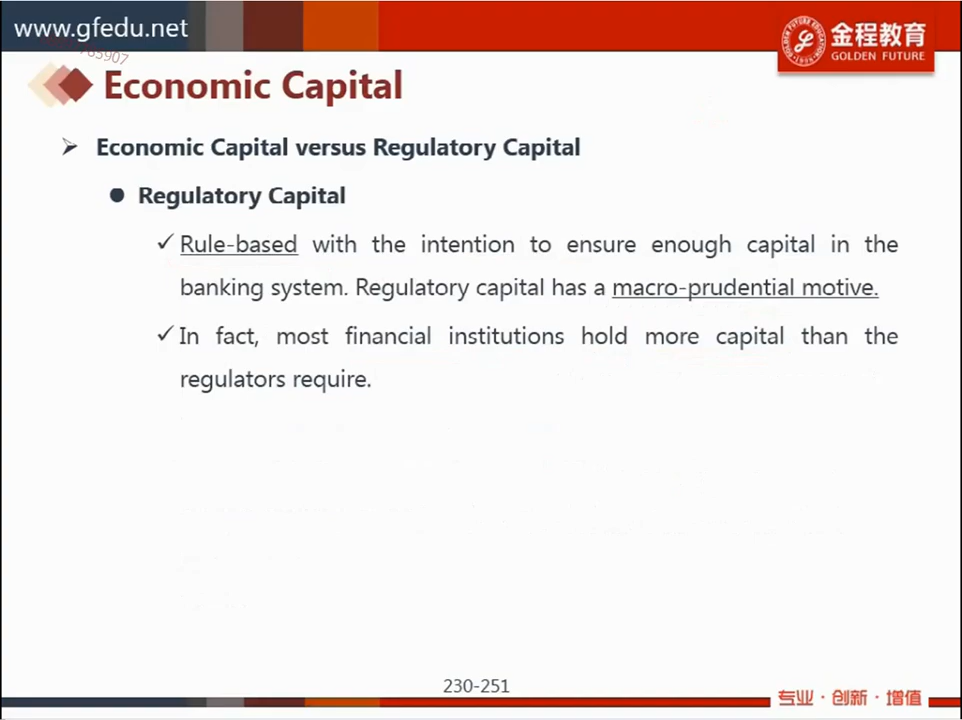 www.gfedu.net
金程教育
GOLDEN FUTURE
765907
Economic Capital
➢ Economic Capital versus Regulatory Capital
● Regulatory Capital
✓ Rule-based with the intention to ensure enough capital in the
banking system. Regulatory capital has a macro-prudential motive.
✓ In fact, most financial institutions hold more capital than the
regulators require.
230-251
专业·创新·增值